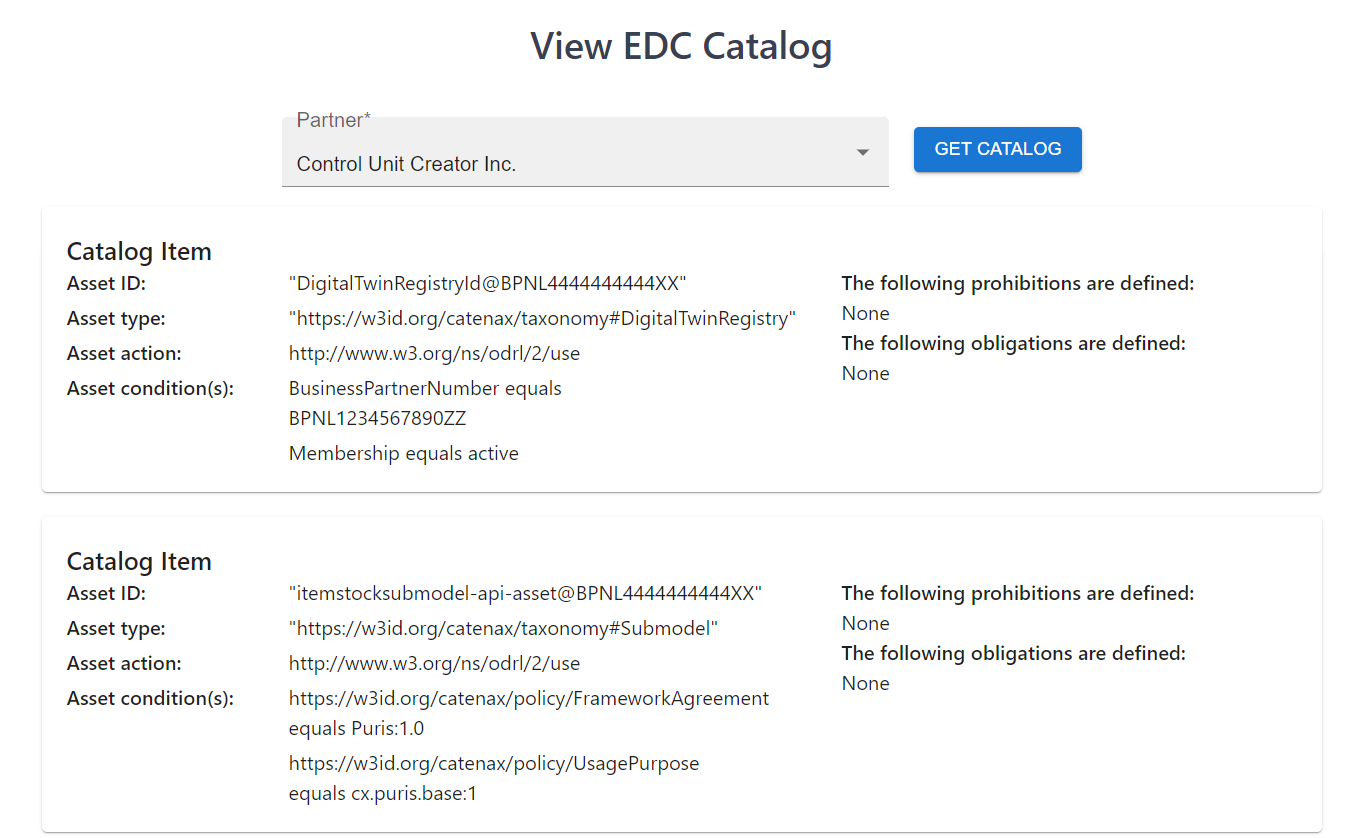 View EDC Catalog
Partner*
Control Unit Creator Inc.
GET CATALOG
Catalog Item
Asset ID: "DigitalTwinRegistryId@BPNL4444444444XX"
Asset type: "https://w3id.org/catenax/taxonomy#DigitalTwinRegistry"
Asset action: http://www.w3.org/ns/odrl/2/use
Asset condition(s): BusinessPartnerNumber equals
BPNL1234567890ZZ
Membership equals active
The following prohibitions are defined:
None
The following obligations are defined:
None
Catalog Item
Asset ID: "itemstocksubmodel-api-asset@BPNL4444444444XX"
Asset type: "https://w3id.org/catenax/taxonomy#Submodel"
Asset action: http://www.w3.org/ns/odrl/2/use
Asset condition(s): https://w3id.org/catenax/policy/FrameworkAgreement
equals Puris:1.0
https://w3id.org/catenax/policy/UsagePurpose
equals cx.puris.base:1
The following prohibitions are defined:
None
The following obligations are defined:
None